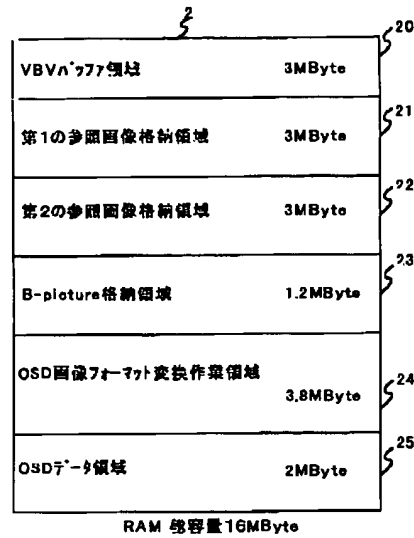 2
20
VBVバッファ領域 3MByte
21
第1の参照画像格納領域 3MByte
22
第2の参照画像格納領域 3MByte
23
B-picture格納領域 1.2MByte
OSD画像フォーマット変換作業領域
3.8MByte
24
25
OSDデータ領域 2MByte
RAM 総容量16MByte